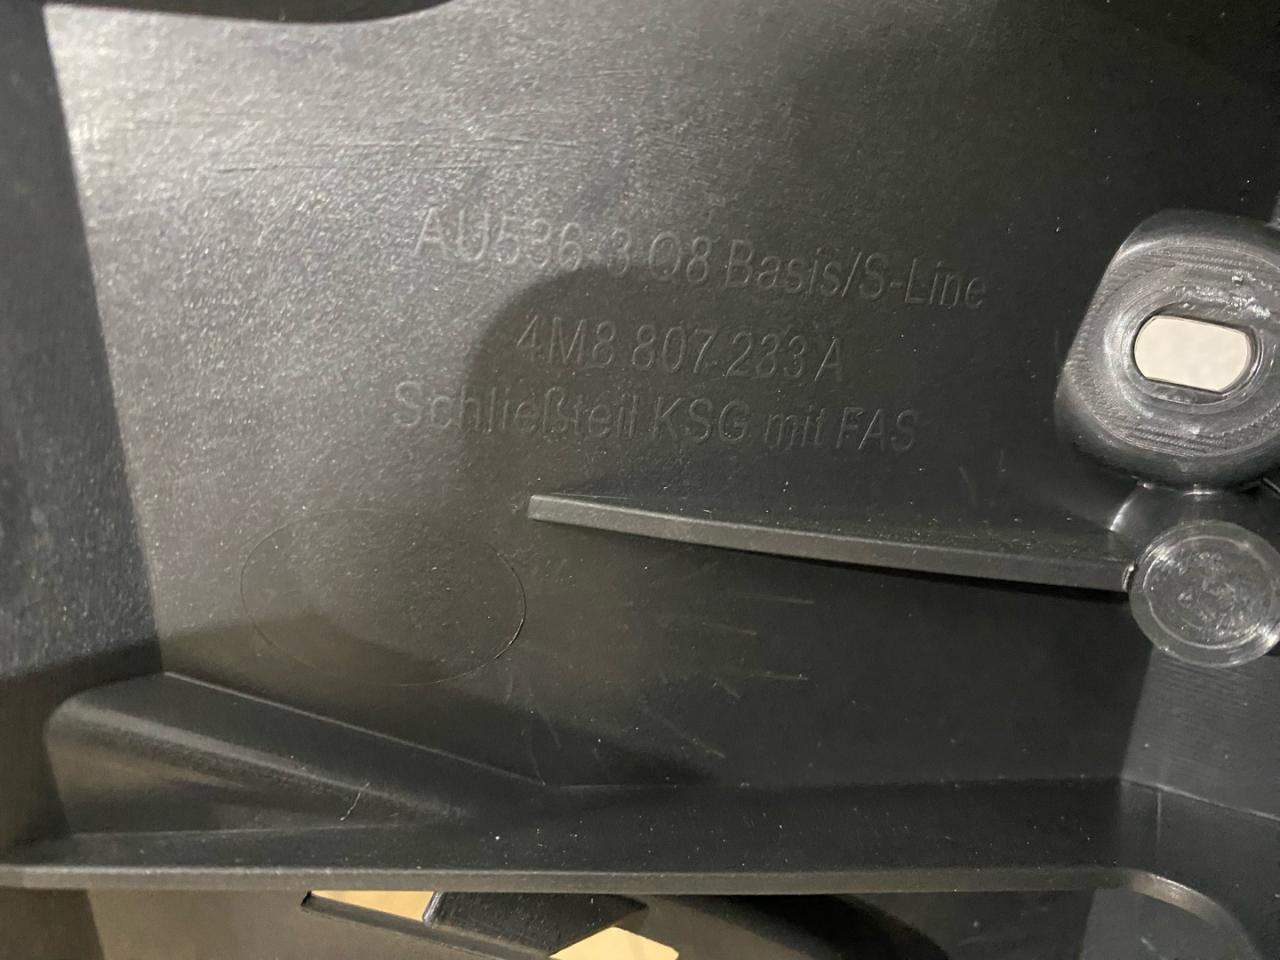 AU536-3 Q8 Basis/S-Line
4M8 807 233 A
Schließteil KSG mit FAS